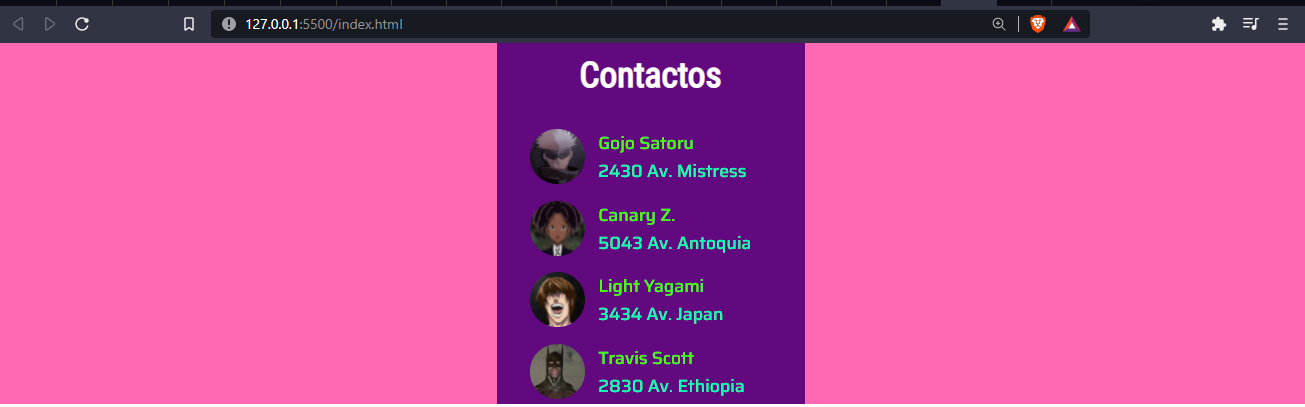 127.0.0.1:5500/index.html
Contactos
Gojo Satoru
2430 Av. Mistress
Canary Z.
5043 Av. Antoquia
Light Yagami
3434 Av. Japan
Travis Scott
2830 Av. Ethiopia